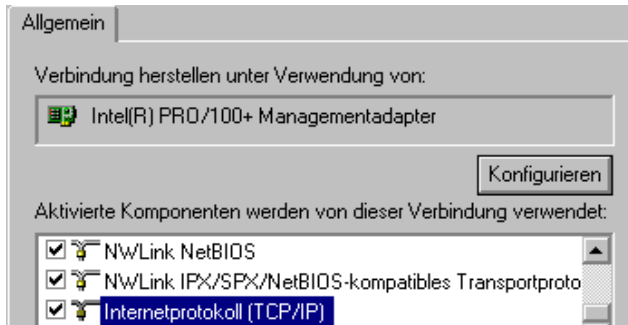 Allgemein
Verbindung herstellen unter Verwendung von:
Intel(R) PRO/100+ Managementadapter
Konfigurieren
Aktivierte Komponenten werden von dieser Verbindung verwendet:
NWLink NetBIOS
NWLink IPX/SPX/NetBIOS-kompatibles Transportproto
Internetprotokoll (TCP/IP)